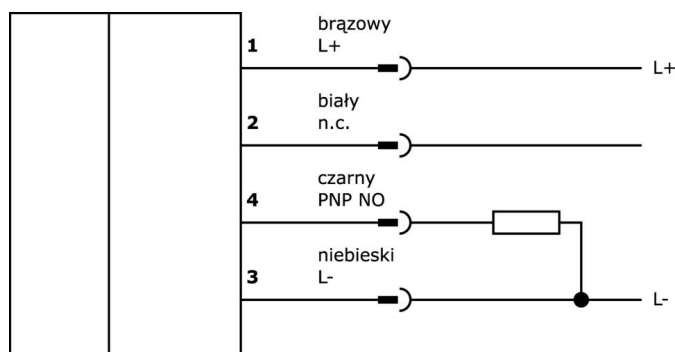 brązowy
1 L+
L+
biały
2 n.c.
czarny
4 PNP NO
niebieski
3 L-
L-